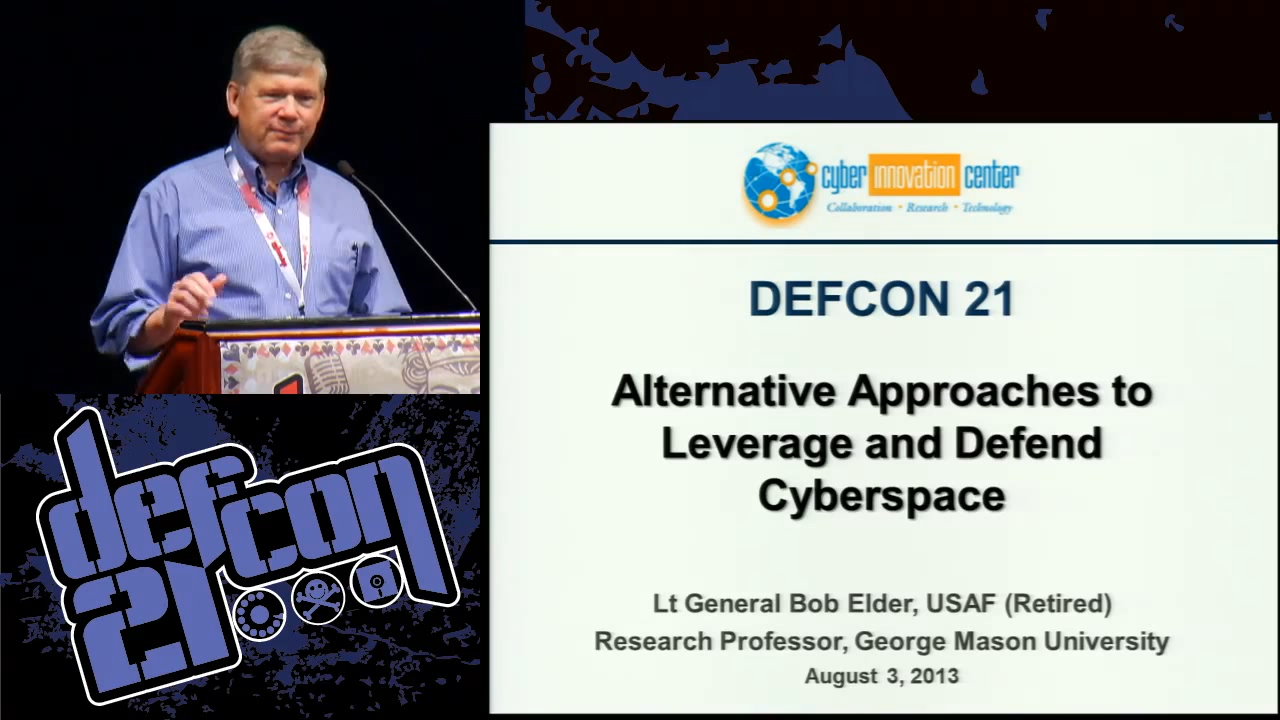 cyber innovation center
Collaboration • Research • Technology
DEFCON 21
Alternative Approaches to
Leverage and Defend
Cyberspace
Lt General Bob Elder, USAF (Retired)
Research Professor, George Mason University
August 3, 2013
defcon
21